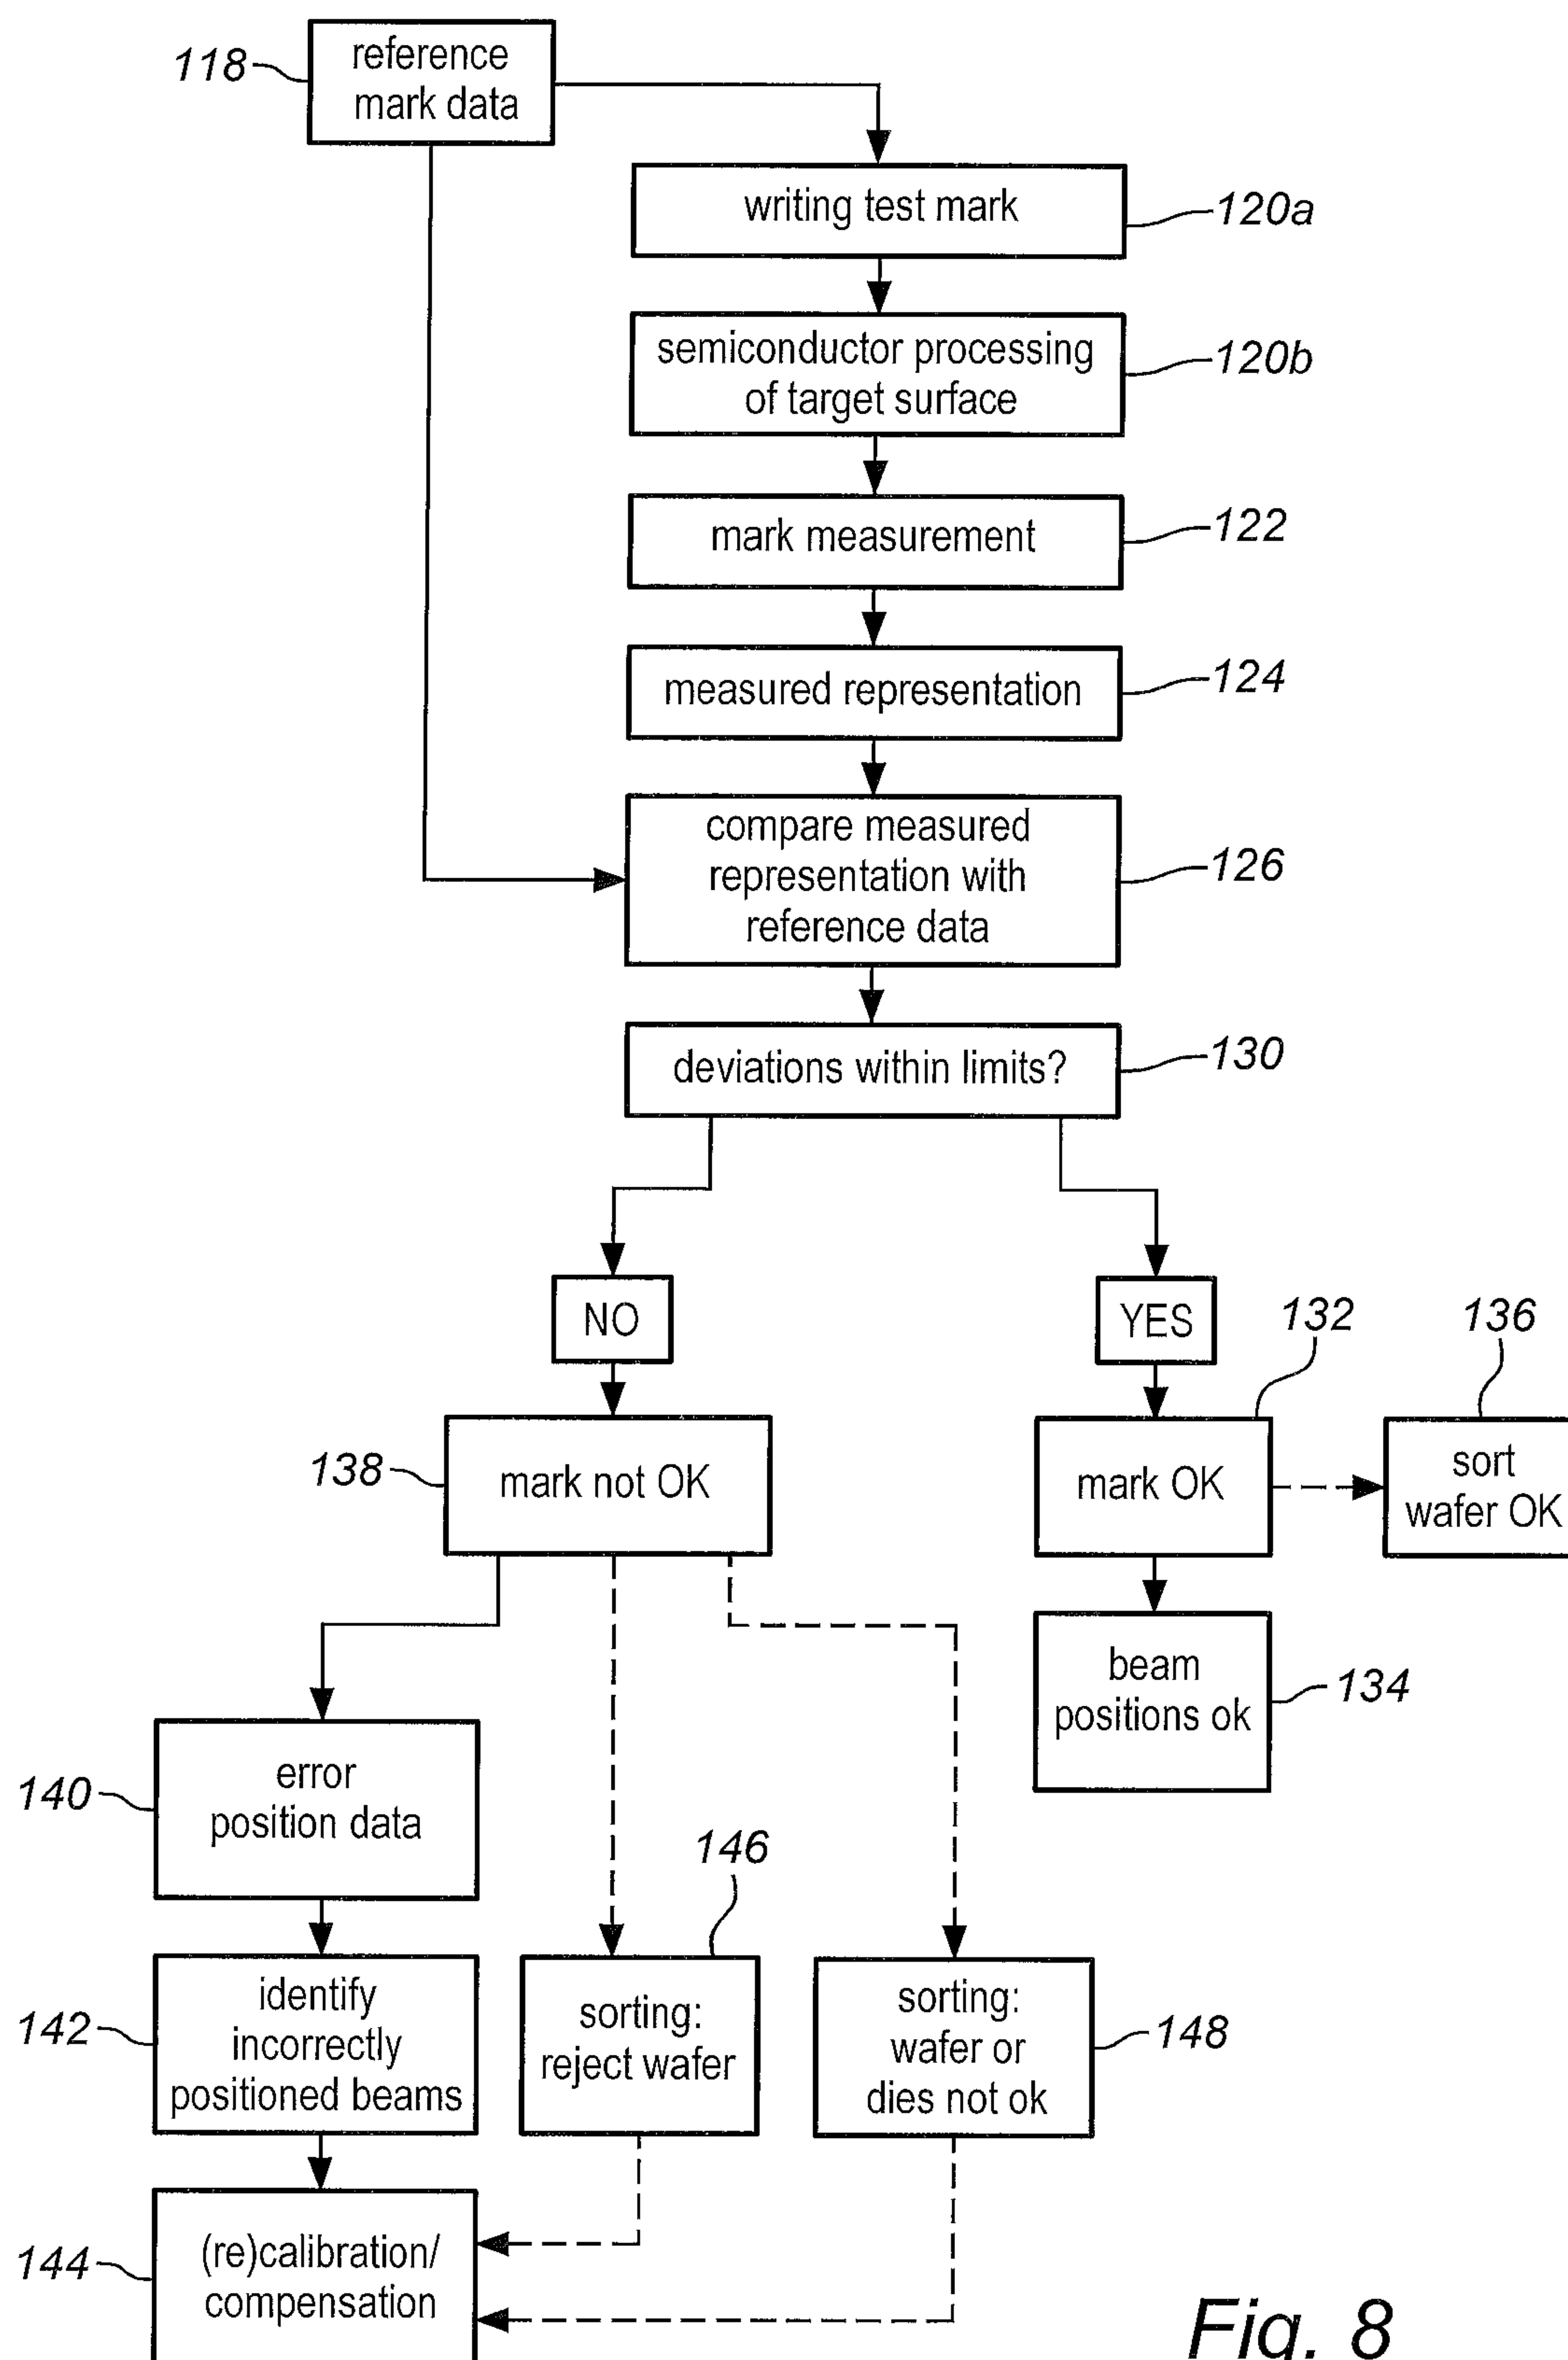 118
reference
mark data
writing test mark
120a
semiconductor processing
of target surface
120b
mark measurement
122
measured representation
124
compare measured
representation with
reference data
126
deviations within limits?
130
NO
YES
132
136
138
mark not OK
mark OK
sort
wafer OK
beam
positions ok
134
140
error
position data
146
142
identify
incorrectly
positioned beams
sorting:
reject wafer
sorting:
wafer or
dies not ok
148
144
(re)calibration/
compensation
Fig. 8